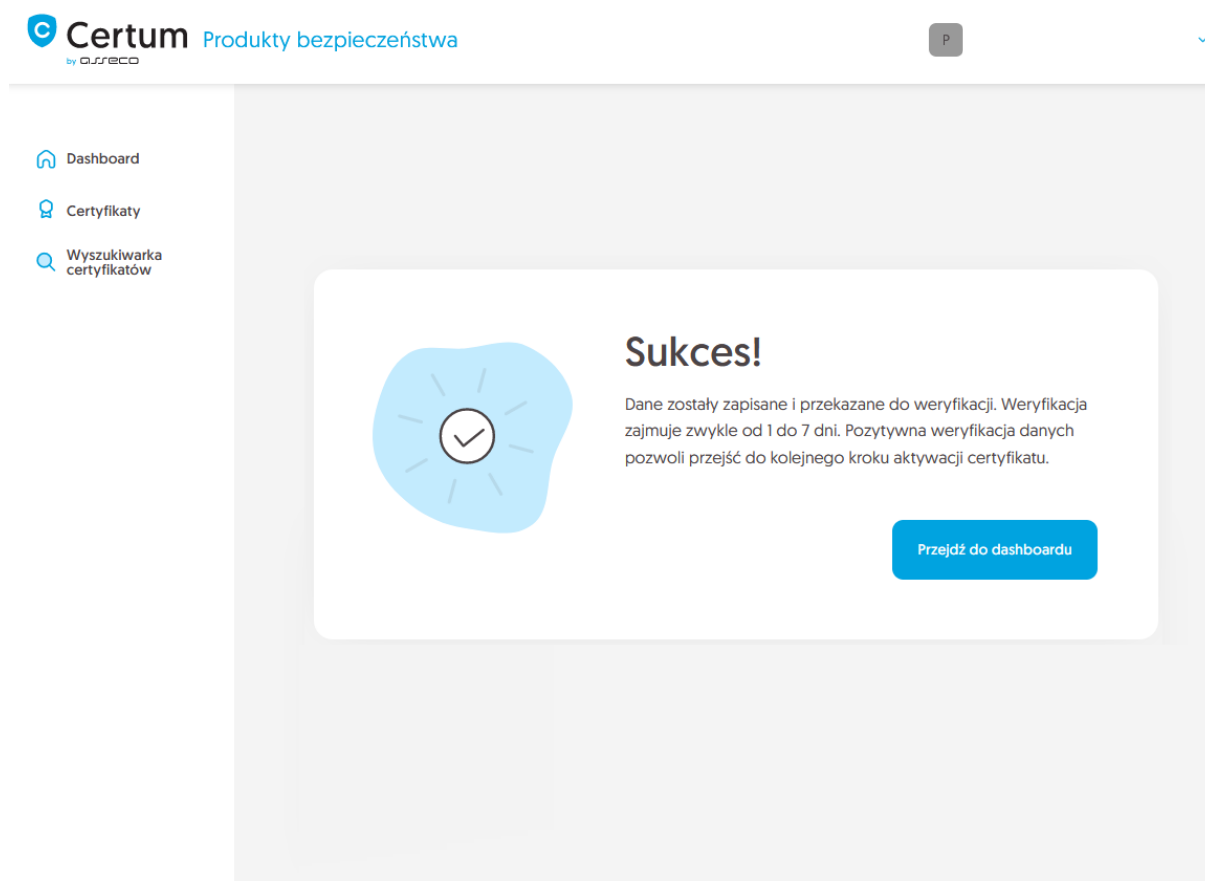 Certum
by asseco
Produkty bezpieczeństwa
P
Dashboard
Certyfikaty
Wyszukiwarka
certyfikatów
Sukces!
Dane zostały zapisane i przekazane do weryfikacji. Weryfikacja
zajmuje zwykle od 1 do 7 dni. Pozytywna weryfikacja danych
pozwoli przejść do kolejnego kroku aktywacji certyfikatu.
Przejdź do dashboardu